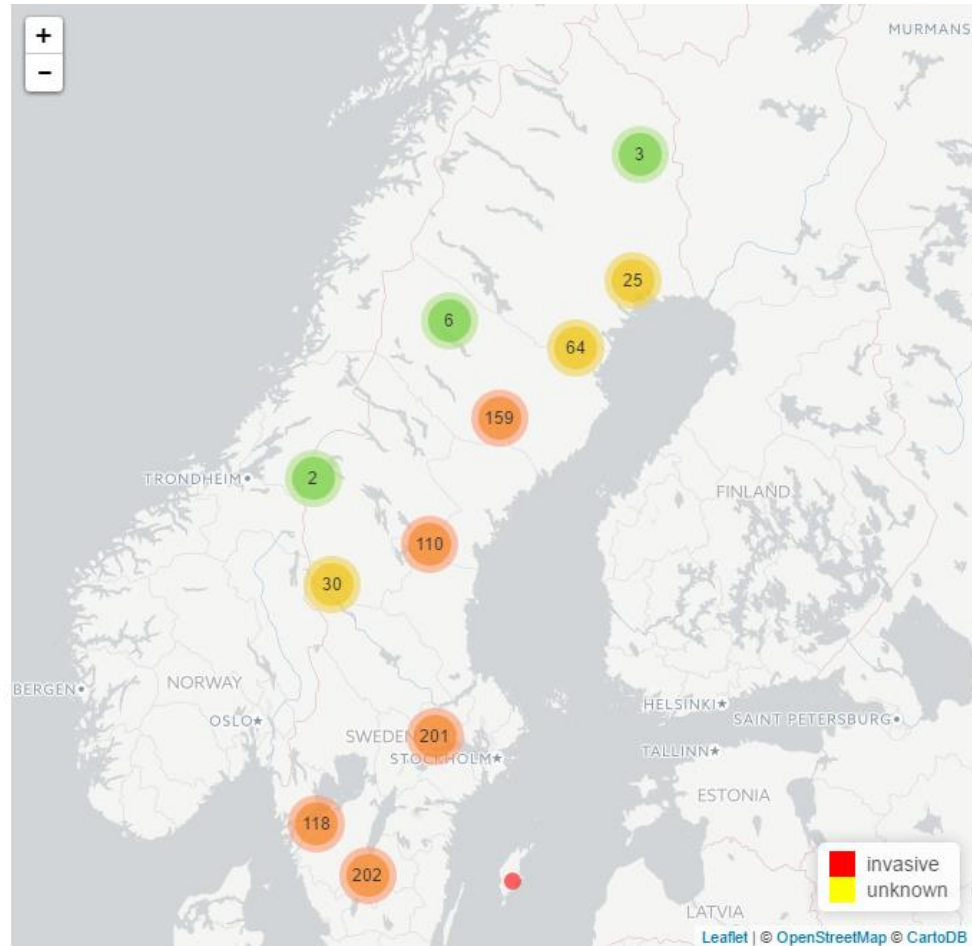 +
−
MURMANS
3
25
6
64
159
TRONDHEIM
2
FINLAND
110
30
BERGEN
NORWAY
HELSINKI
OSLO
SAINT PETERSBURG
SWEDEN
201
STOCKHOLM
TALLINN
ESTONIA
118
202
invasive
unknown
LATVIA
Leaflet | © OpenStreetMap © CartoDB